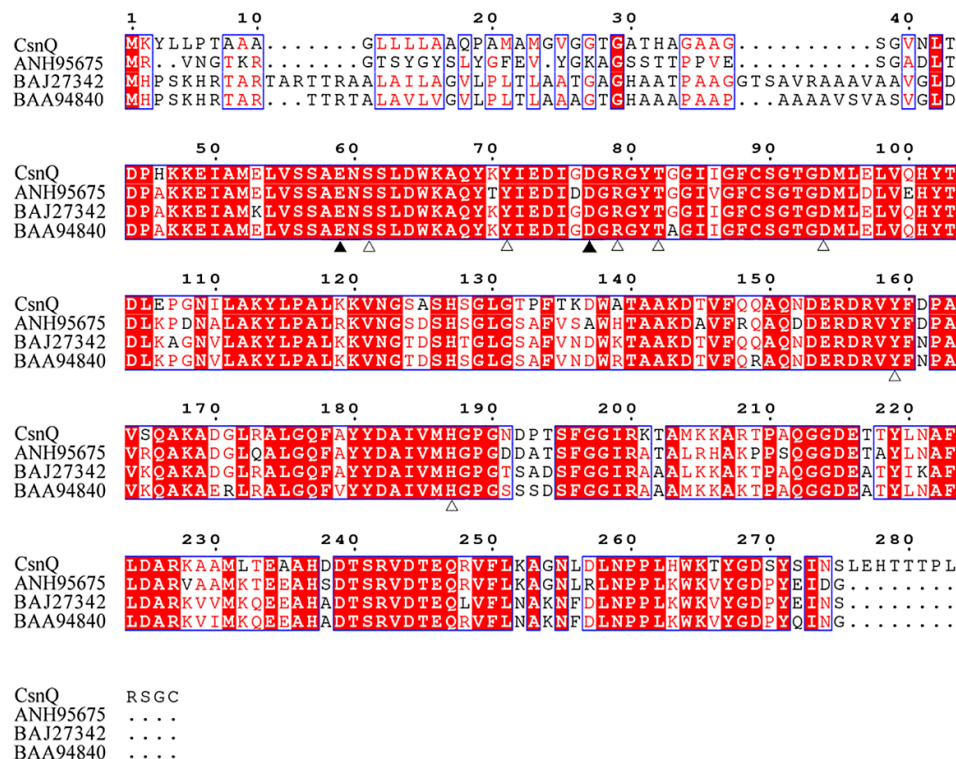 1 10 20 30 40
CsnQ MKYLLPTAAA.......GLLLLAAQPAMAMGVGGTGATHAGAAG..........SGVNLT
ANH95675 MR..VNGTKR.......GTSYGYSLYGFEV.YGKAGSSTTPPVE..........SGADLT
BAJ27342 MHPSKHRTARTARTTRAALAILAGVLPLTLAATGAGHAATPAAGGTSAVRAAAVAAVGLD
BAA94840 MHPSKHRTAR...TTRTALAVLVGVLPLTLAAAGTGHAAAPAAP...AAAAVSVASVGLD
50 60 70 80 90 100
CsnQ DPHKKEIAMELVSSAENSSLDWKAQYKYIEDIGDGRGYTGGIIGFCSGTGDMLELVQHYT
ANH95675 DPAKKEIAMELVSSAENSSLDWKAQYTYIEDIDDGRGYTGGIVGFCSGTGDMLDLVEHYT
BAJ27342 DPAKKEIAMKLVSSAENSSLDWKAQYKYIEDIGDGRGYTGGIIGFCSGTGDMLELVQHYT
BAA94840 DPAKKEIAMELVSSAENSSLDWKAQYKYIEDIGDGRGYTAGIIGFCSGTGDMLELVQHYT
110 120 130 140 150 160
CsnQ DLEPGNILAKYLPALKKVNGSASHSGLGTPFTKDWATAAKDTVFQQAQNDERDRVYFDPA
ANH95675 DLKPDNALAKYLPALRKVNGSDSHSGLGSAFVSAWHTAAKDAVFRQAQDDERDRVYFDPA
BAJ27342 DLKAGNVLAKYLPALKKVNGTDSHTGLGSAFVNDWKTAAKDTVFQQAQNDERDRVYFNPA
BAA94840 DLKPGNVLAKYLPALKKVNGTDSHSGLGSAFVNDWRTAAKDTVFQRAQNDERDRVYFNPA
170 180 190 200 210 220
CsnQ VSQAKADGLRALGQFAYYDAIVMHGPGNDPTSFGGIRKTAMKKARTPAQGGDETTYLNAF
ANH95675 VRQAKADGLQALGQFAYYDAIVMHGPGDDATSFGGIRATALRHAKPPSQGGDETAYLNAF
BAJ27342 VKQAKADGLRALGQFAYYDAIVMHGPGTSADSFGGIRATALKKAKTPAQGGDEATYIKAF
BAA94840 VKQAKAERLRALGQFVYYDAIVMHGPGSSSDSFGGIRAAAMKKAKTPAQGGDEATYLNAF
230 240 250 260 270 280
CsnQ LDARKAAMLTEAAHDDTSRVDTEQRVFLKAGNLDLNPPLHWKTYGDSYSINSLEHTTTPL
ANH95675 LDARVAAMKTEEAHSDTSRVDTEQRVFLKAGNLRLNPPLKWKVYGDPYEIDG........
BAJ27342 LDARKVVMKQEEAHSDTSRVDTEQLVFLNAKNFDLNPPLKWKVYGDPYEINS........
BAA94840 LDARKVIMKTEEAHADTSRVDTEQRVFLNAKNFDLNPPLKWKVYGDPYQING........
CsnQ RSGC
ANH95675 ....
BAJ27342 ....
BAA94840 ....